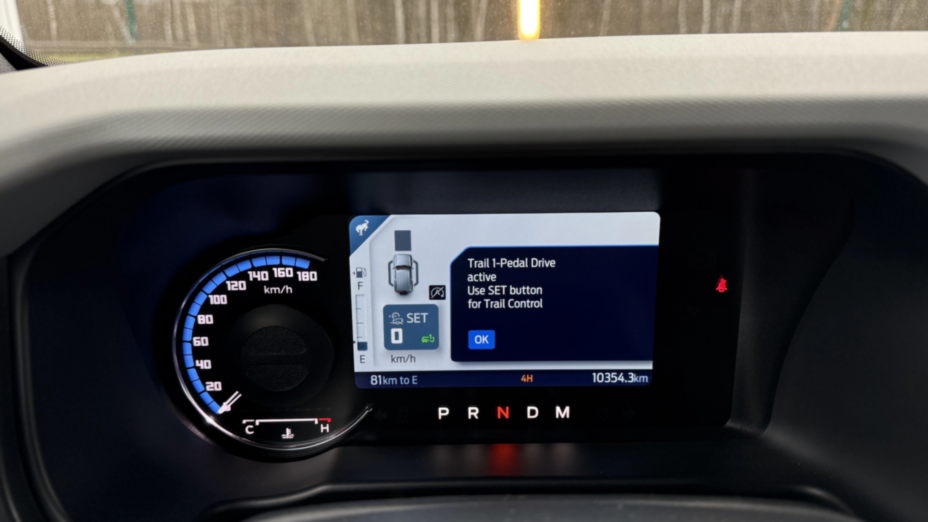 180
160
140
120
100
80
60
40
20
km/h
C H
F
E
SET
0
km/h
Trail 1-Pedal Drive
active
Use SET button
for Trail Control
OK
81km to E 4H 10354.3km
P R N D M